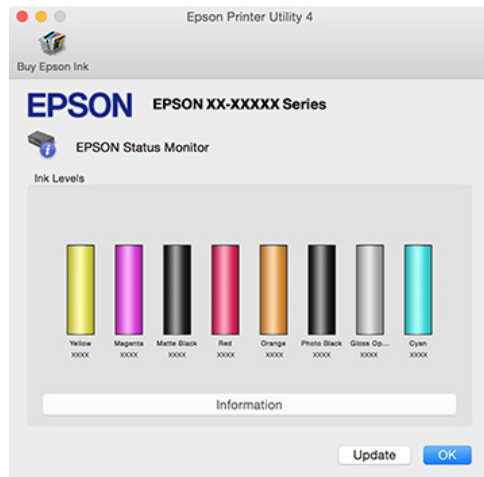 Epson Printer Utility 4
Buy Epson Ink
EPSON EPSON XX-XXXXX Series
EPSON Status Monitor
Ink Levels
Yellow Magenta Matte Black Red Orange Photo Black Gloss Op... Cyan
XXXX XXXX XXXX XXXX XXXX XXXX XXXX XXXX
Information
Update OK